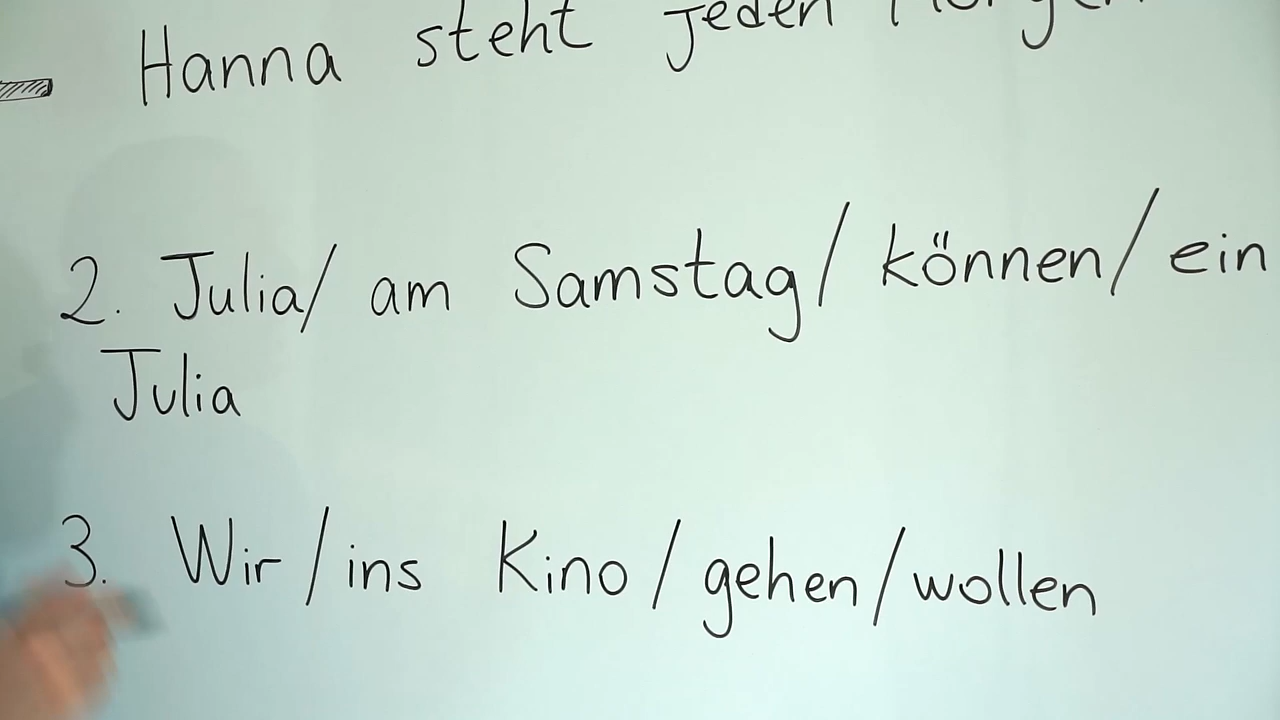 Hanna steht jeden
2. Julia/ am Samstag/ können/ ein
Julia
3. Wir/ins Kino/gehen/wollen